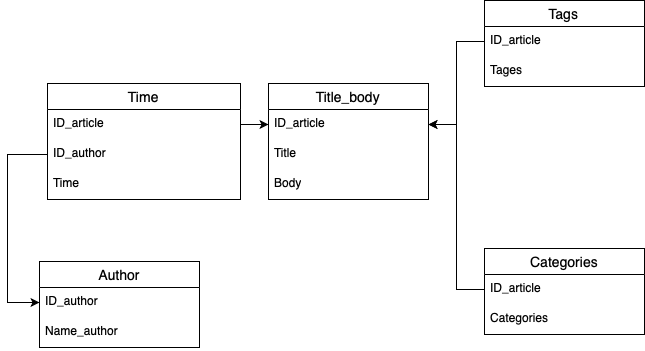 Tags
ID_article
Tages
Time
ID_article
ID_author
Time
Title_body
ID_article
Title
Body
Author
ID_author
Name_author
Categories
ID_article
Categories